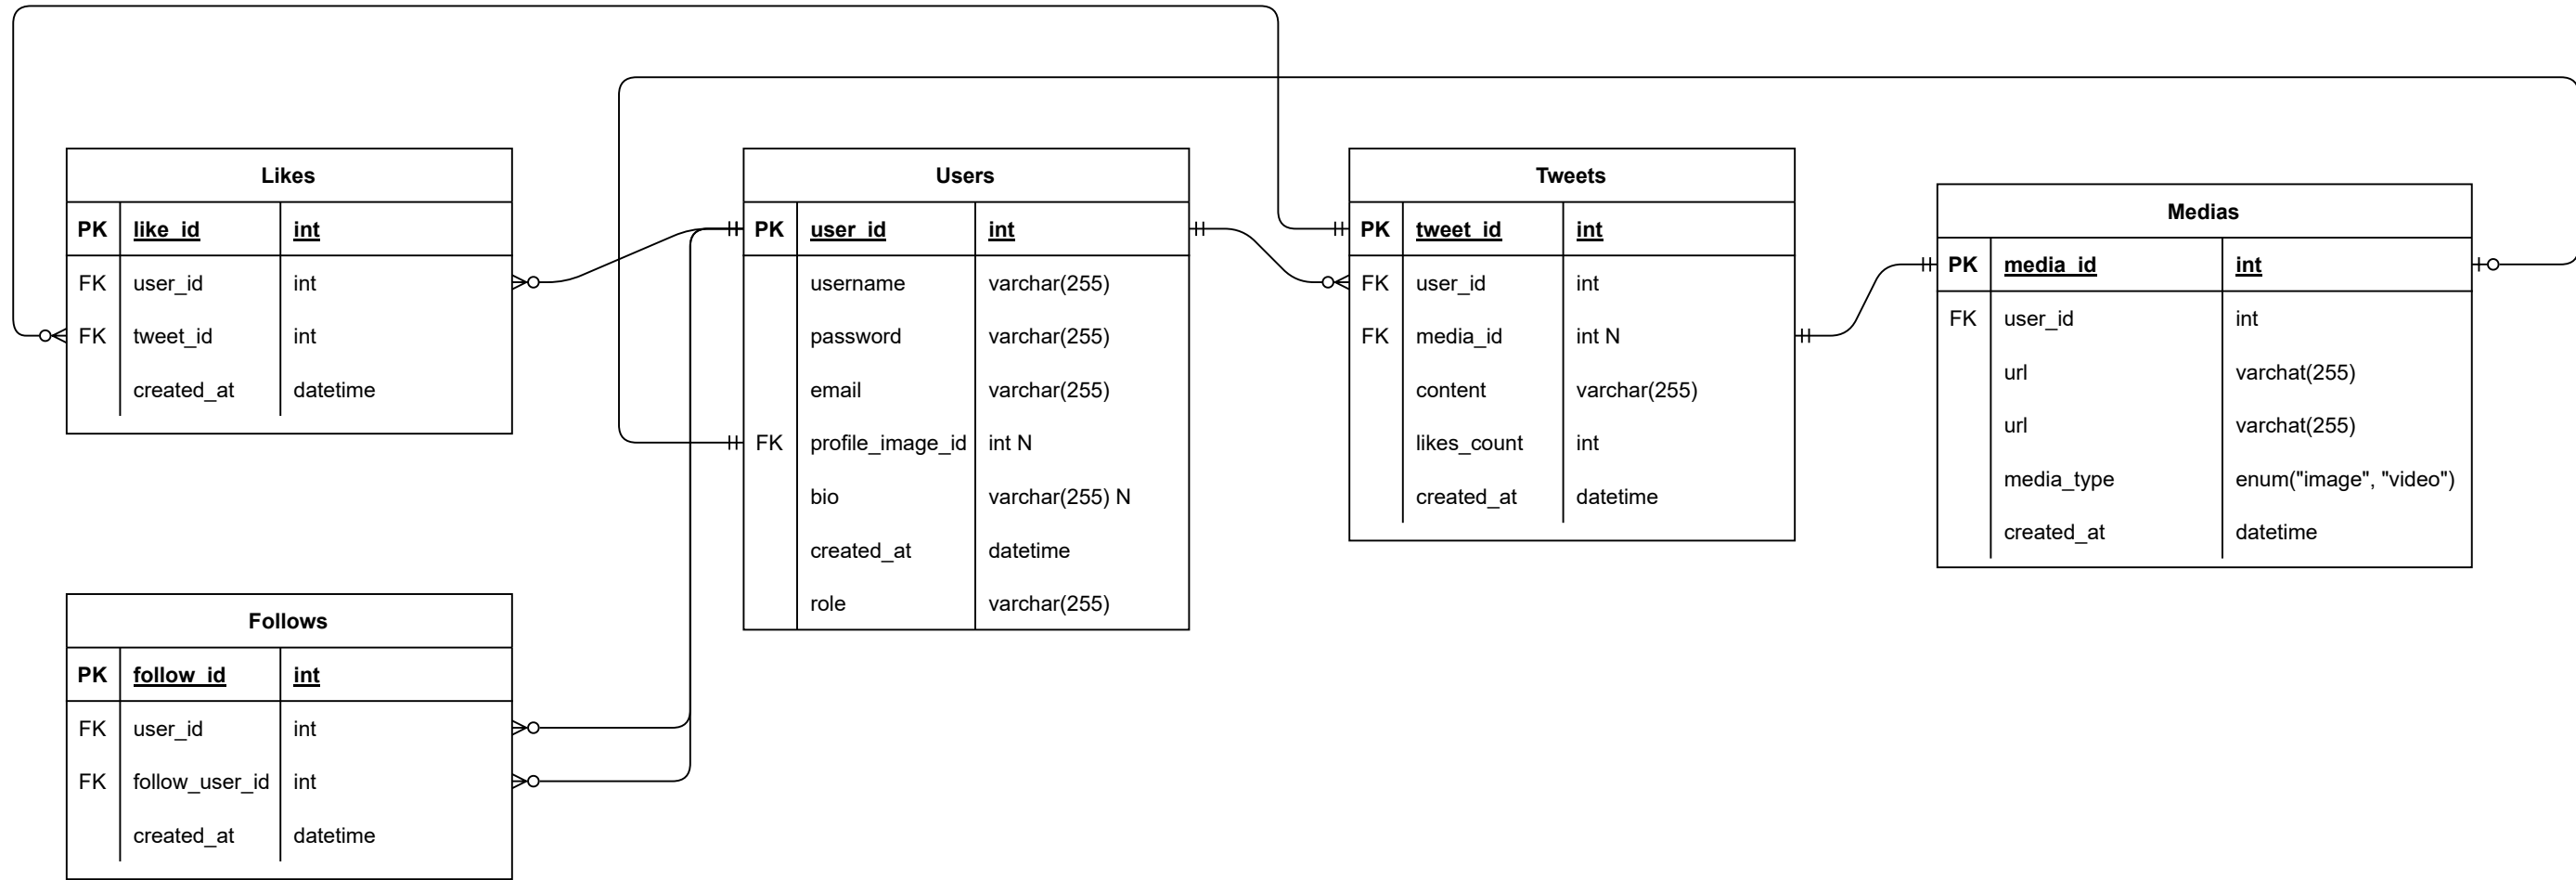 Likes
PK like_id int
FK user_id int
FK tweet_id int
created_at datetime
Users
PK user_id int
username varchar(255)
password varchar(255)
email varchar(255)
FK profile_image_id int N
bio varchar(255) N
created_at datetime
role varchar(255)
Tweets
PK tweet_id int
FK user_id int
FK media_id int N
content varchar(255)
likes_count int
created_at datetime
Medias
PK media_id int
FK user_id int
url varchat(255)
url varchat(255)
media_type enum("image", "video")
created_at datetime
Follows
PK follow_id int
FK user_id int
FK follow_user_id int
created_at datetime